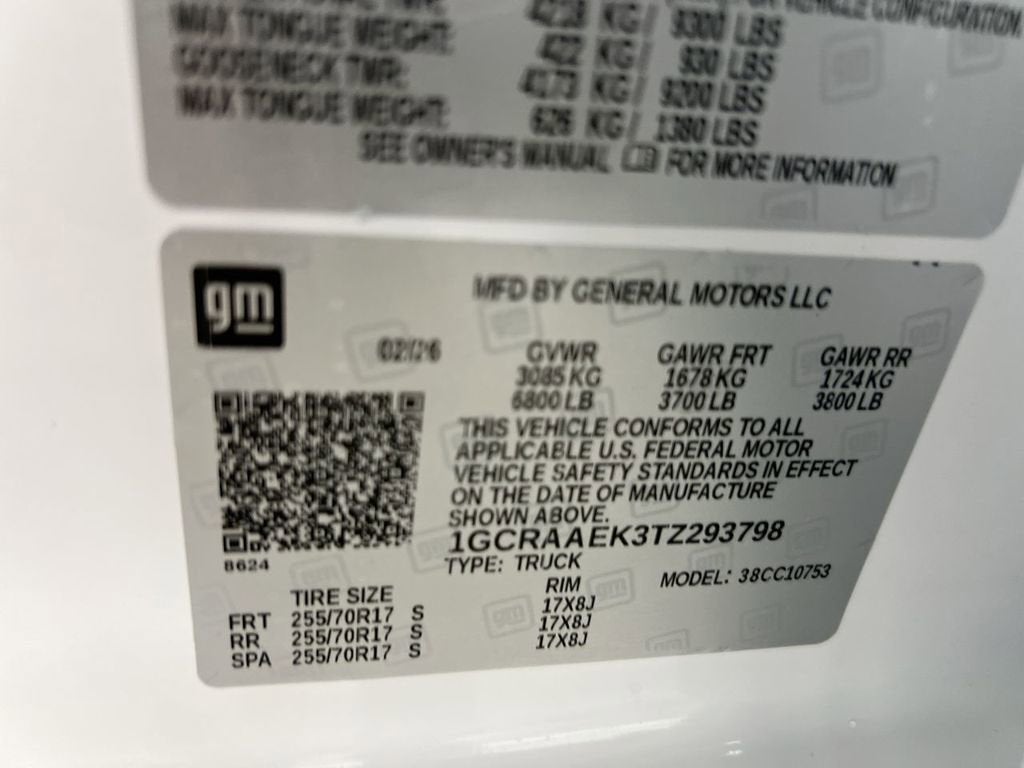 VEHICLE CONFIGURATION.
MAX TONGUE WEIGHT: 422 KG / 930 LBS
GOOSENECK TWR: 4173 KG / 9200 LBS
MAX TONGUE WEIGHT: 626 KG / 1380 LBS
SEE OWNER'S MANUAL FOR MORE INFORMATION
gm
MFD BY GENERAL MOTORS LLC
02/26 GVWR GAWR FRT GAWR RR
3085 KG 1678 KG 1724 KG
6800 LB 3700 LB 3800 LB
THIS VEHICLE CONFORMS TO ALL
APPLICABLE U.S. FEDERAL MOTOR
VEHICLE SAFETY STANDARDS IN EFFECT
ON THE DATE OF MANUFACTURE
SHOWN ABOVE.
1GCRAAEK3TZ293798
8624
TYPE: TRUCK MODEL: 38CC10753
TIRE SIZE RIM
FRT 255/70R17 S 17X8J
RR 255/70R17 S 17X8J
SPA 255/70R17 S 17X8J